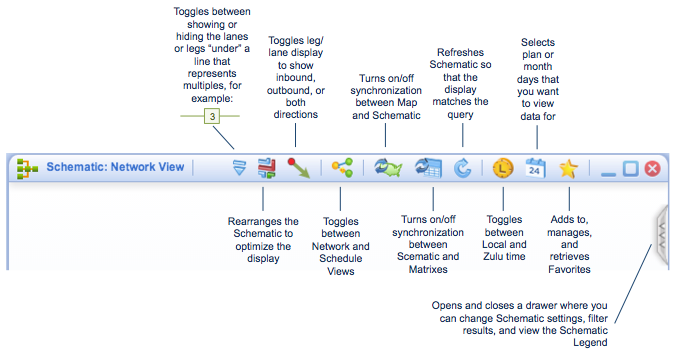 Toggles between
showing or
hiding the lanes
or legs “under” a
line that
represents
multiples, for
example:
3
Toggles leg/
lane display
to show
inbound,
outbound, or
both
directions
Turns on/off
synchronization
between Map
and Schematic
Refreshes
Schematic so
that the
display
matches the
query
Selects
plan or
month
days that
you want
to view
data for
Schematic: Network View
L
24
Rearranges the
Schematic to
optimize the
display
Toggles
between
Network and
Schedule
Views
Turns on/off
synchronization
between
Scematic and
Matrixes
Toggles
between
Local and
Zulu time
Adds to,
manages,
and
retrieves
Favorites
Opens and closes a drawer where you
can change Schematic settings, filter
results, and view the Schematic
Legend